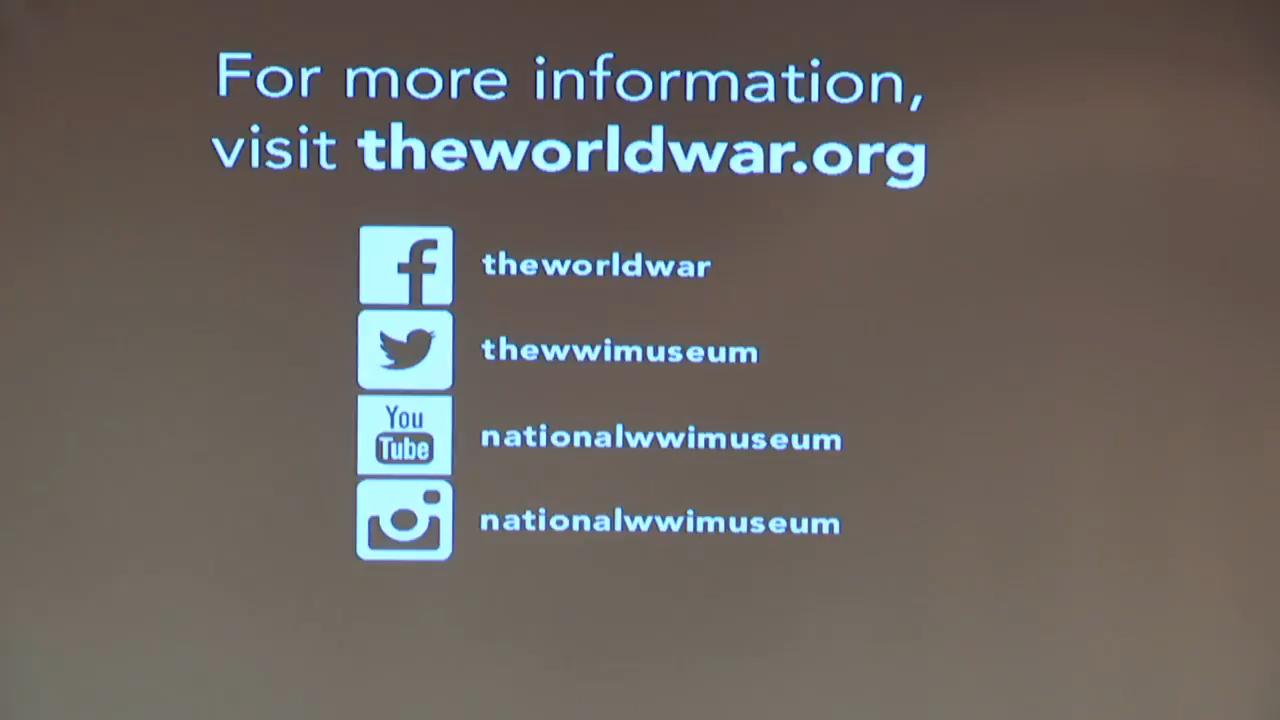 For more information,
visit theworldwar.org
theworldwar
thewwimuseum
You
Tube
nationalwwimuseum
nationalwwimuseum